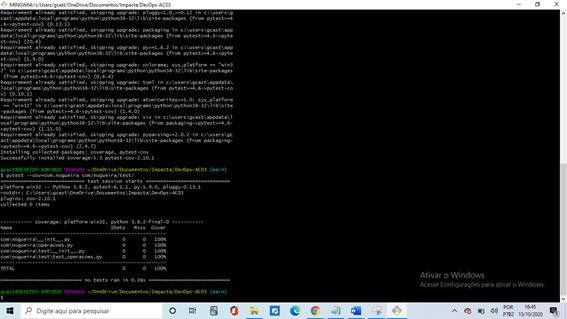 MINGW64:/c/Users/gcast/OneDrive/Documentos/Impacta/DevOps-AC03
Requirement already satisfied, skipping upgrade: pluggy<1.0,>=0.12 in c:\users\g
cast\appdata\local\programs\python\python38-32\lib\site-packages (from pytest>=4
.6->pytest-cov) (0.13.1)
Requirement already satisfied, skipping upgrade: packaging in c:\users\gcast\app
data\local\programs\python\python38-32\lib\site-packages (from pytest>=4.6->pyte
st-cov) (20.4)
Requirement already satisfied, skipping upgrade: py>=1.8.2 in c:\users\gcast\app
data\local\programs\python\python38-32\lib\site-packages (from pytest>=4.6->pyte
st-cov) (1.9.0)
Requirement already satisfied, skipping upgrade: colorama; sys_platform == "win3
2" in c:\users\gcast\appdata\local\programs\python\python38-32\lib\site-packages
(from pytest>=4.6->pytest-cov) (0.4.4)
Requirement already satisfied, skipping upgrade: toml in c:\users\gcast\appdata\
local\programs\python\python38-32\lib\site-packages (from pytest>=4.6->pytest-co
v) (0.10.1)
Requirement already satisfied, skipping upgrade: atomicwrites>=1.0; sys_platform
== "win32" in c:\users\gcast\appdata\local\programs\python\python38-32\lib\site
-packages (from pytest>=4.6->pytest-cov) (1.4.0)
Requirement already satisfied, skipping upgrade: six in c:\users\gcast\appdata\l
ocal\programs\python\python38-32\lib\site-packages (from packaging->pytest>=4.6-
>pytest-cov) (1.15.0)
Requirement already satisfied, skipping upgrade: pyparsing>=2.0.2 in c:\users\gc
ast\appdata\local\programs\python\python38-32\lib\site-packages (from packaging-
>pytest>=4.6->pytest-cov) (2.4.7)
Installing collected packages: coverage, pytest-cov
Successfully installed coverage-5.3 pytest-cov-2.10.1
gcast@DESKTOP-E9M1BOD MINGW64 ~/OneDrive/Documentos/Impacta/DevOps-AC03 (main)
$ pytest --cov=com.nogueira com/nogueira/test/
============================= test session starts =============================
platform win32 -- Python 3.8.2, pytest-6.1.1, py-1.9.0, pluggy-0.13.1
rootdir: C:\Users\gcast\OneDrive\Documentos\Impacta\DevOps-AC03
plugins: cov-2.10.1
collected 0 items
----------- coverage: platform win32, python 3.8.2-final-0 -----------
Name Stmts Miss Cover
com\nogueira\__init__.py 0 0 100%
com\nogueira\operacoes.py 0 0 100%
com\nogueira\test\__init__.py 0 0 100%
com\nogueira\test\test_operacoes.py 0 0 100%
TOTAL 0 0 100%
============================ no tests ran in 0.26s ============================
gcast@DESKTOP-E9M1BOD MINGW64 ~/OneDrive/Documentos/Impacta/DevOps-AC03 (main)
$
Ativar o Windows
Acesse Configurações para ativar o Windows.
Digite aqui para pesquisar
POR
PTB2
16:45
15/10/2020